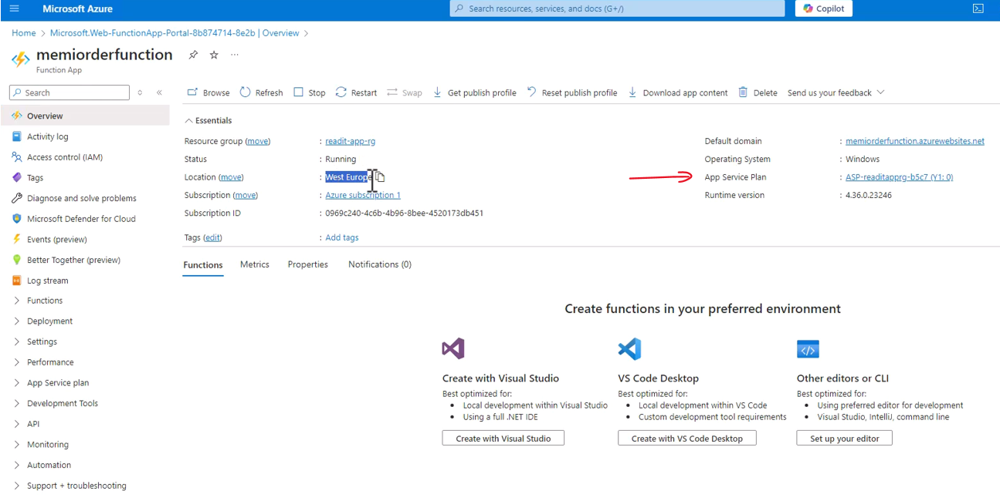 Microsoft Azure
Search resources, services, and docs (G+/)
Copilot
Home > Microsoft.Web-FunctionApp-Portal-8b874714-8e2b | Overview >
memiorderfunction
Function App
Search
Browse Refresh Stop Restart Swap Get publish profile Reset publish profile Download app content Delete Send us your feedback
Overview
Activity log
Access control (IAM)
Tags
Diagnose and solve problems
Microsoft Defender for Cloud
Events (preview)
Better Together (preview)
Log stream
Functions
Deployment
Settings
Performance
App Service plan
Development Tools
API
Monitoring
Automation
Support + troubleshooting
Essentials
Resource group (move) : readit-app-rg
Status : Running
Location (move) : West Europe
Subscription (move) : Azure subscription 1
Subscription ID : 0969c240-4c6b-4b96-8bee-4520173db451
Tags (edit) : Add tags
Default domain : memiorderfunction.azurewebsites.net
Operating System : Windows
App Service Plan : ASP-readitapprg-b5c7 (Y1: 0)
Runtime version : 4.36.0.23246
Functions Metrics Properties Notifications (0)
Create functions in your preferred environment
Create with Visual Studio
Best optimized for:
• Local development within Visual Studio
• Using a full .NET IDE
Create with Visual Studio
VS Code Desktop
Best optimized for:
• Local development within VS Code
• Custom development tool requirements
Create with VS Code Desktop
Other editors or CLI
Best optimized for:
• Using preferred editor for development
• Visual Studio, IntelliJ, command line
Set up your editor